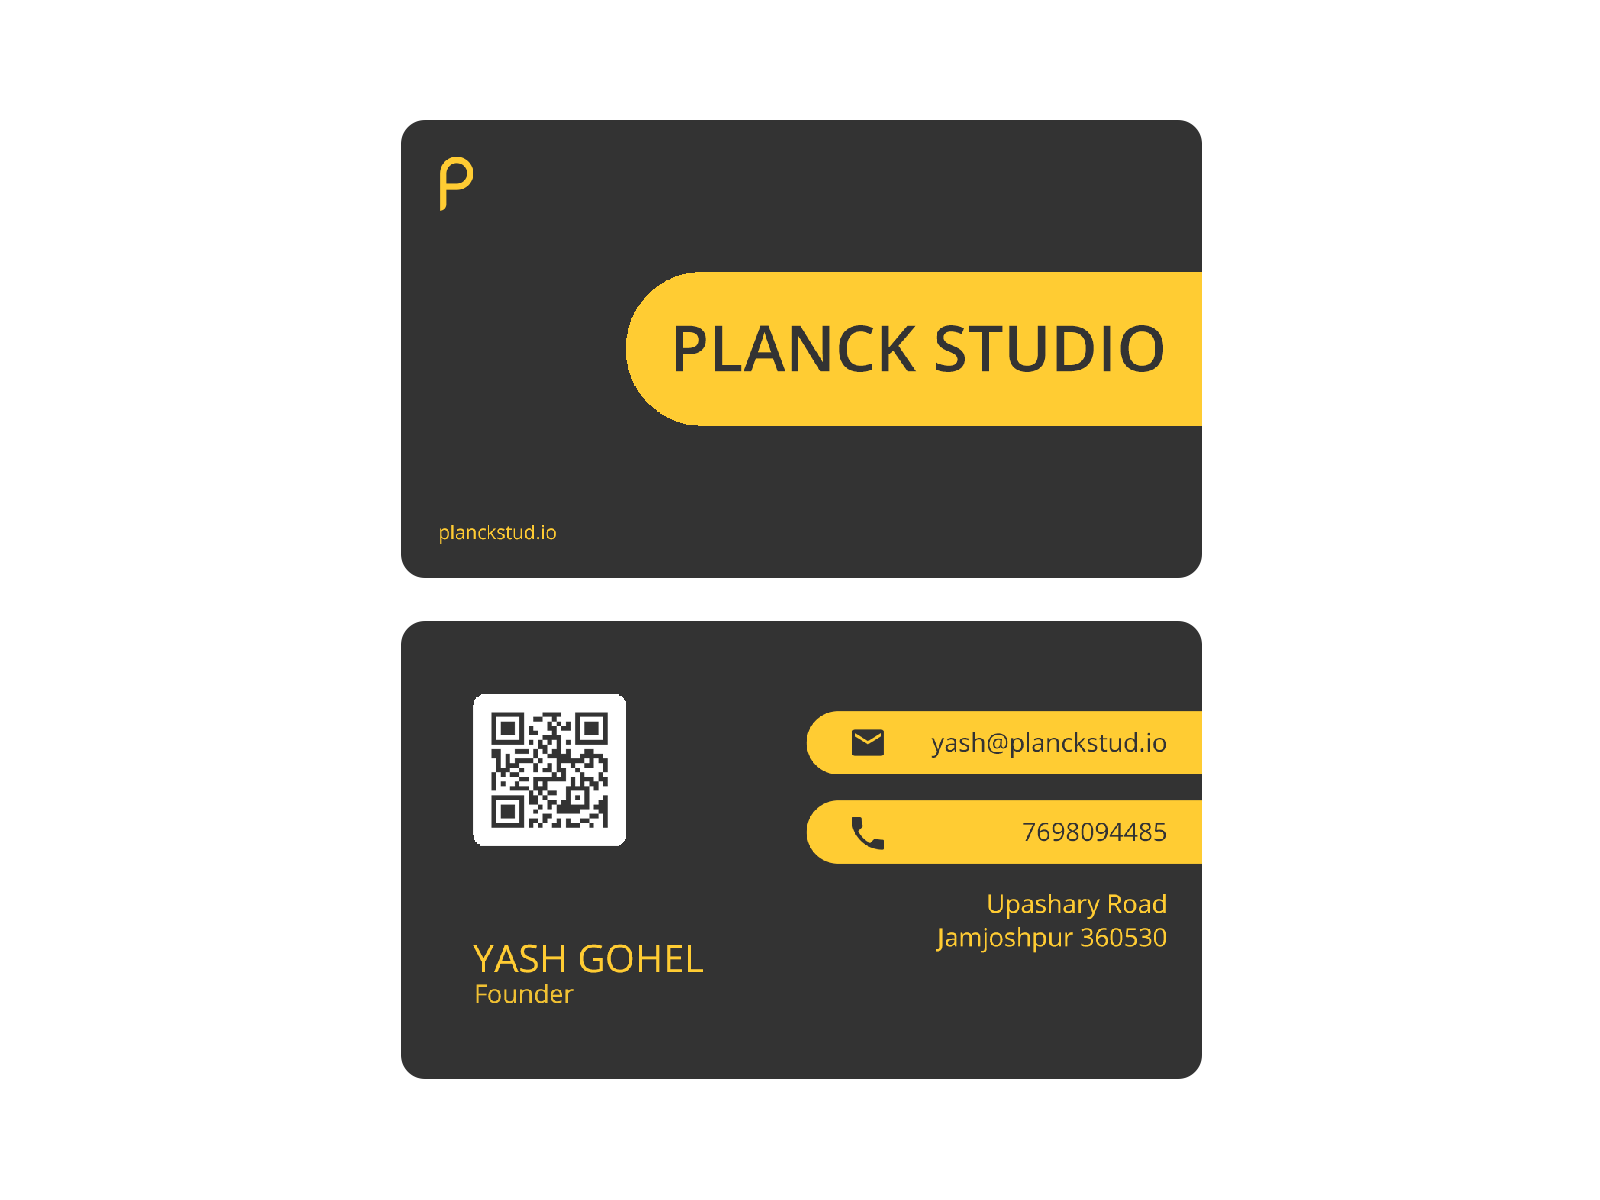 P
PLANCK STUDIO
planckstud.io
yash@planckstud.io
7698094485
Upashary Road
Jamjoshpur 360530
YASH GOHEL
Founder